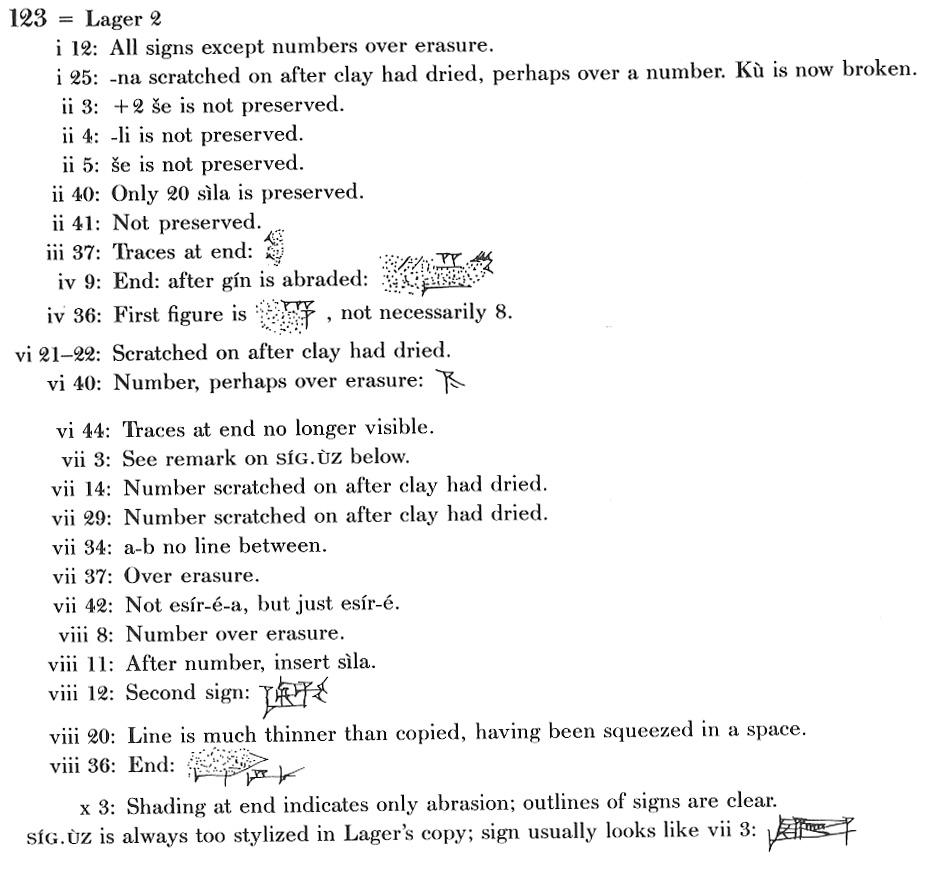 123 = Lager 2
i 12: All signs except numbers over erasure.
i 25: -na scratched on after clay had dried, perhaps over a number. Kù is now broken.
ii 3: +2 še is not preserved.
ii 4: -li is not preserved.
ii 5: še is not preserved.
ii 40: Only 20 sìla is preserved.
ii 41: Not preserved.
iii 37: Traces at end:
iv 9: End: after gín is abraded:
iv 36: First figure is , not necessarily 8.
vi 21–22: Scratched on after clay had dried.
vi 40: Number, perhaps over erasure:
vi 44: Traces at end no longer visible.
vii 3: See remark on SÍG.ÙZ below.
vii 14: Number scratched on after clay had dried.
vii 29: Number scratched on after clay had dried.
vii 34: a-b no line between.
vii 37: Over erasure.
vii 42: Not esír-é-a, but just esír-é.
viii 8: Number over erasure.
viii 11: After number, insert sìla.
viii 12: Second sign:
viii 20: Line is much thinner than copied, having been squeezed in a space.
viii 36: End:
x 3: Shading at end indicates only abrasion; outlines of signs are clear.
SÍG.ÙZ is always too stylized in Lager's copy; sign usually looks like vii 3: